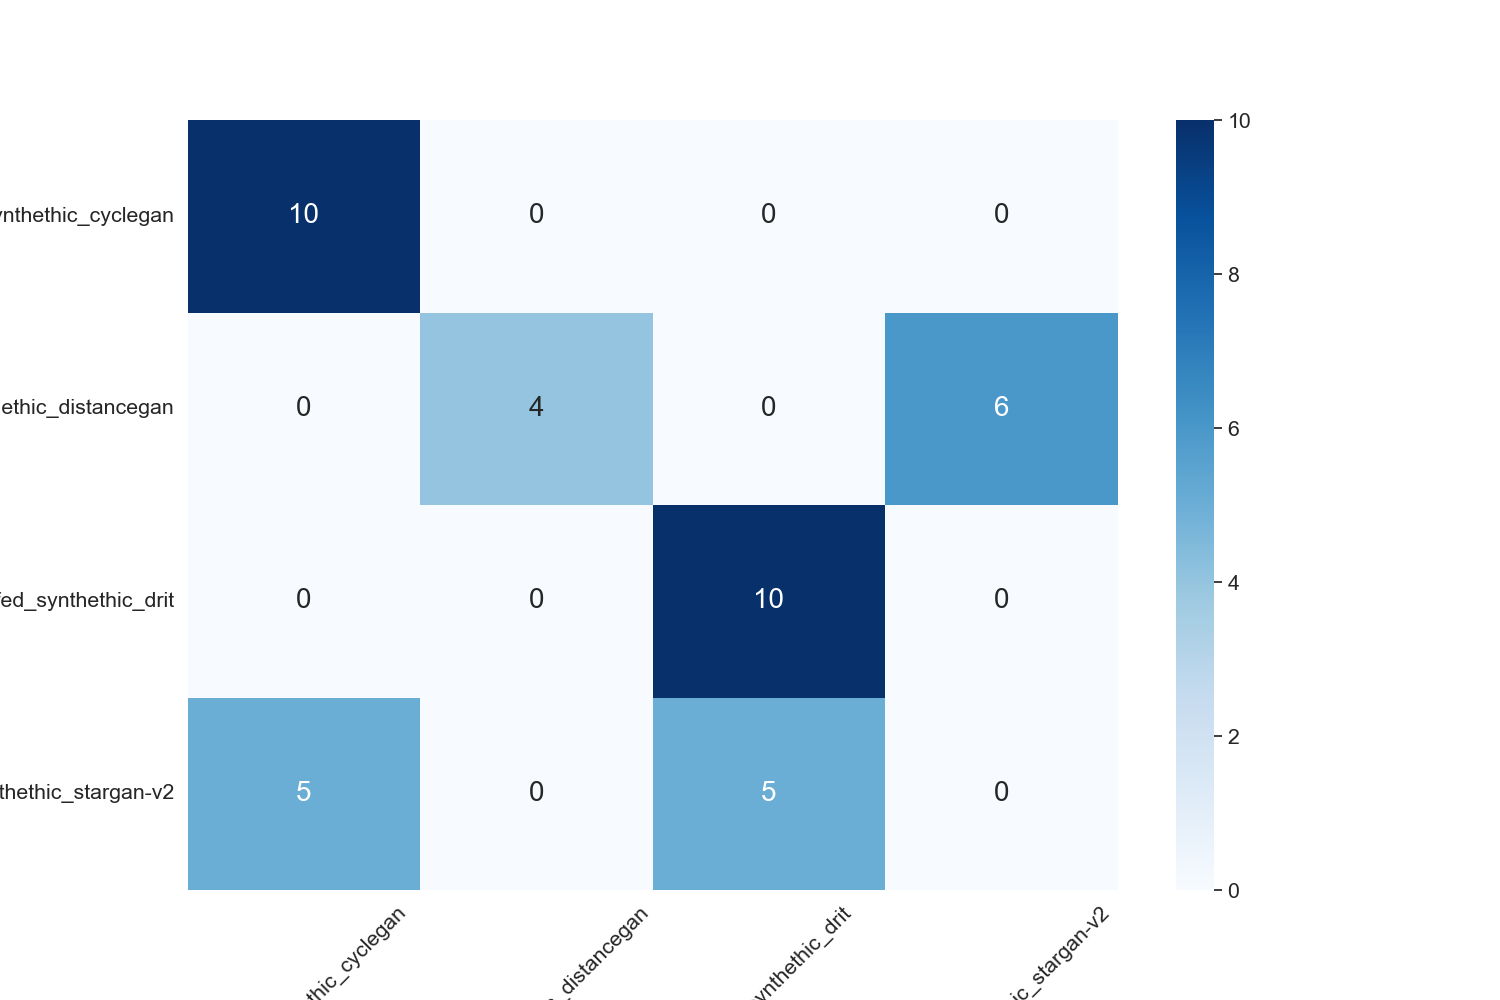 10
ynthethic_cyclegan 10 0 0 0
8
ethic_distancegan 0 4 0 6
6
4
fed_synthethic_drit 0 0 10 0
2
thethic_stargan-v2 5 0 5 0
0
thic_cyclegan _distancegan ynthethic_drit ic_stargan-v2